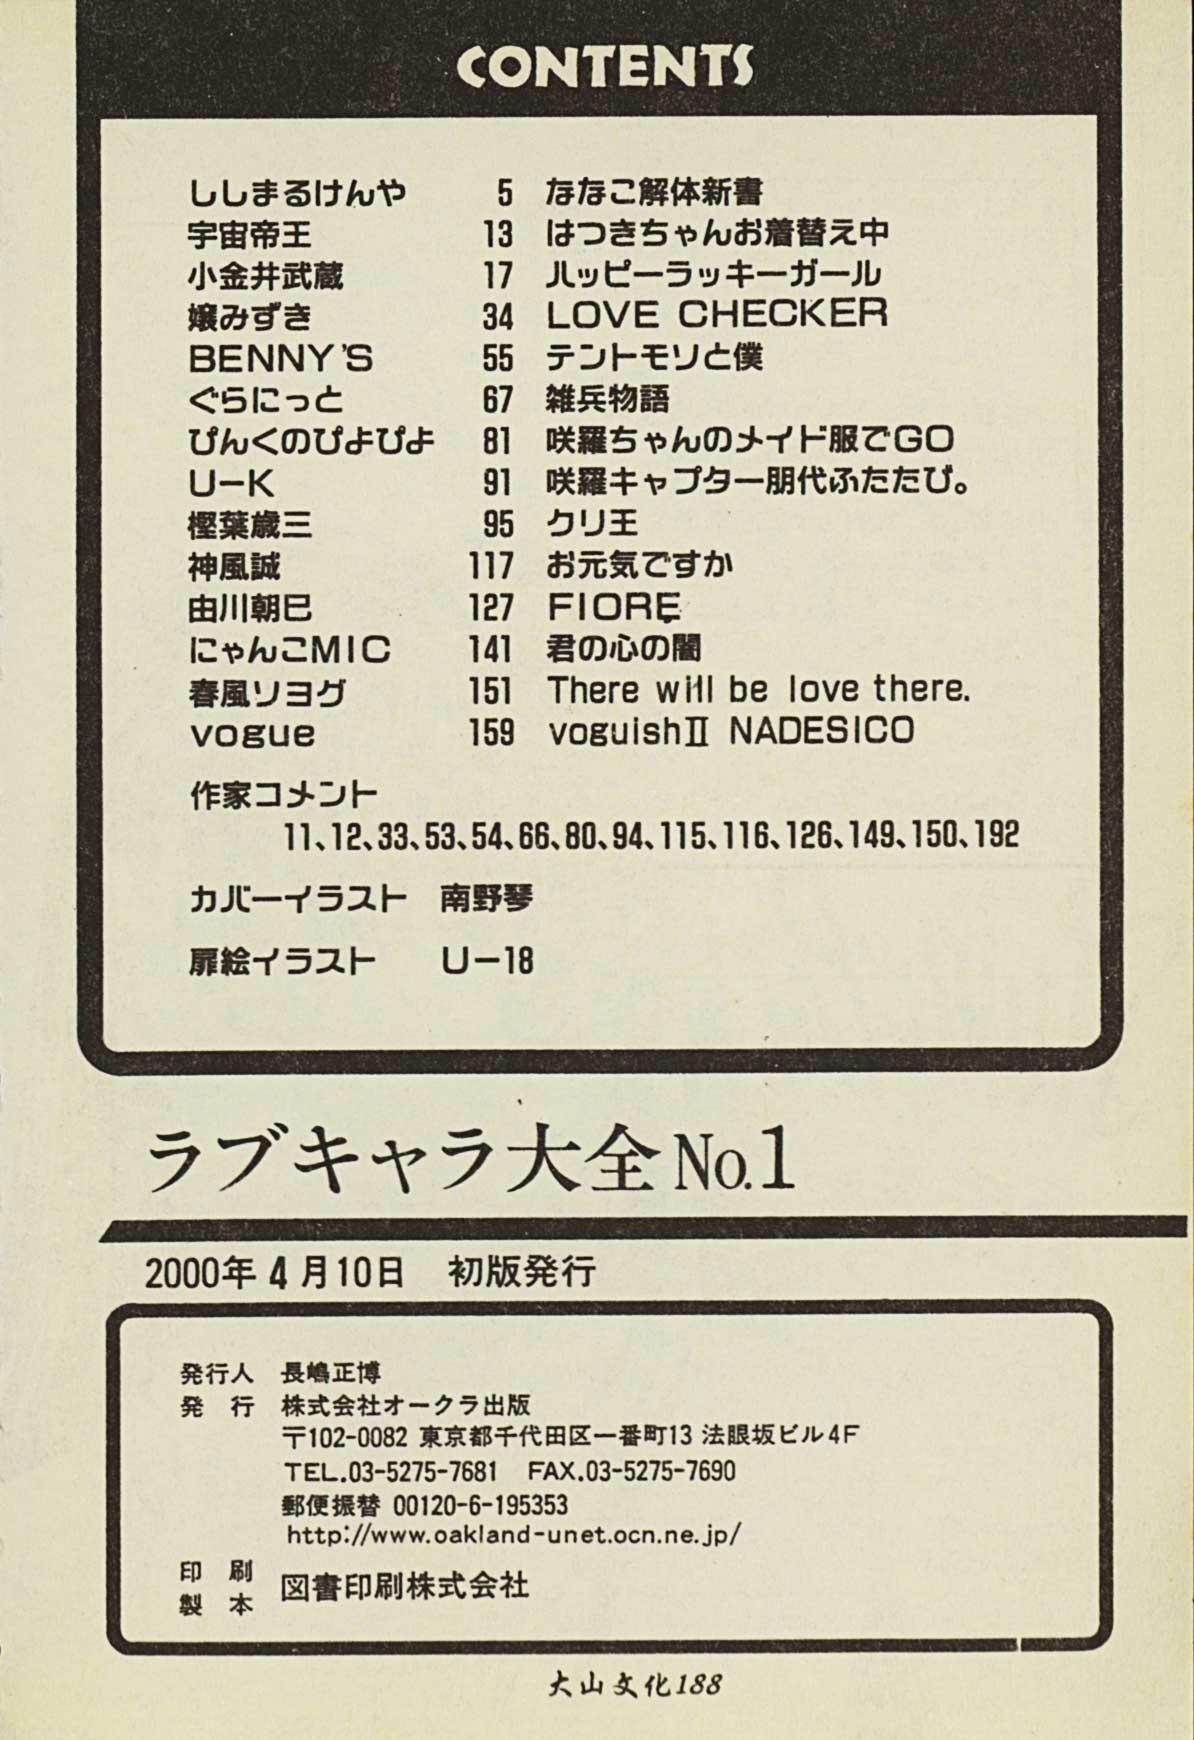 CONTENTS
ししまるけんや 5 ななこ解体新書
宇宙帝王 13 はつきちゃんお着替え中
小金井武蔵 17 ハッピーラッキーガール
嬢みずき 34 LOVE CHECKER
BENNY'S 55 テントモソと僕
ぐらにっと 67 雑兵物語
ぴんくのぴよぴよ 81 咲羅ちゃんのメイド服でGO
U－K 91 咲羅キャプター朋代ふたたび。
樫葉歳三 95 クリ王
神風誠 117 お元気ですか
由川朝巳 127 FIORE
にゃんこMIC 141 君の心の闇
春風ソヨグ 151 There will be love there.
vogue 159 voguishⅡ NADESICO
作家コメント
11、12、33、53、54、66、80、94、115、116、126、149、150、192
カバーイラスト 南野琴
扉絵イラスト U－18
ラブキャラ大全No.1
2000年4月10日 初版発行
発行人 長嶋正博
発行 株式会社オークラ出版
〒102-0082 東京都千代田区一番町13 法眼坂ビル4F
TEL.03-5275-7681 FAX.03-5275-7690
郵便振替 00120-6-195353
http://www.oakland-unet.ocn.ne.jp/
印刷
製本 図書印刷株式会社
大山文化188